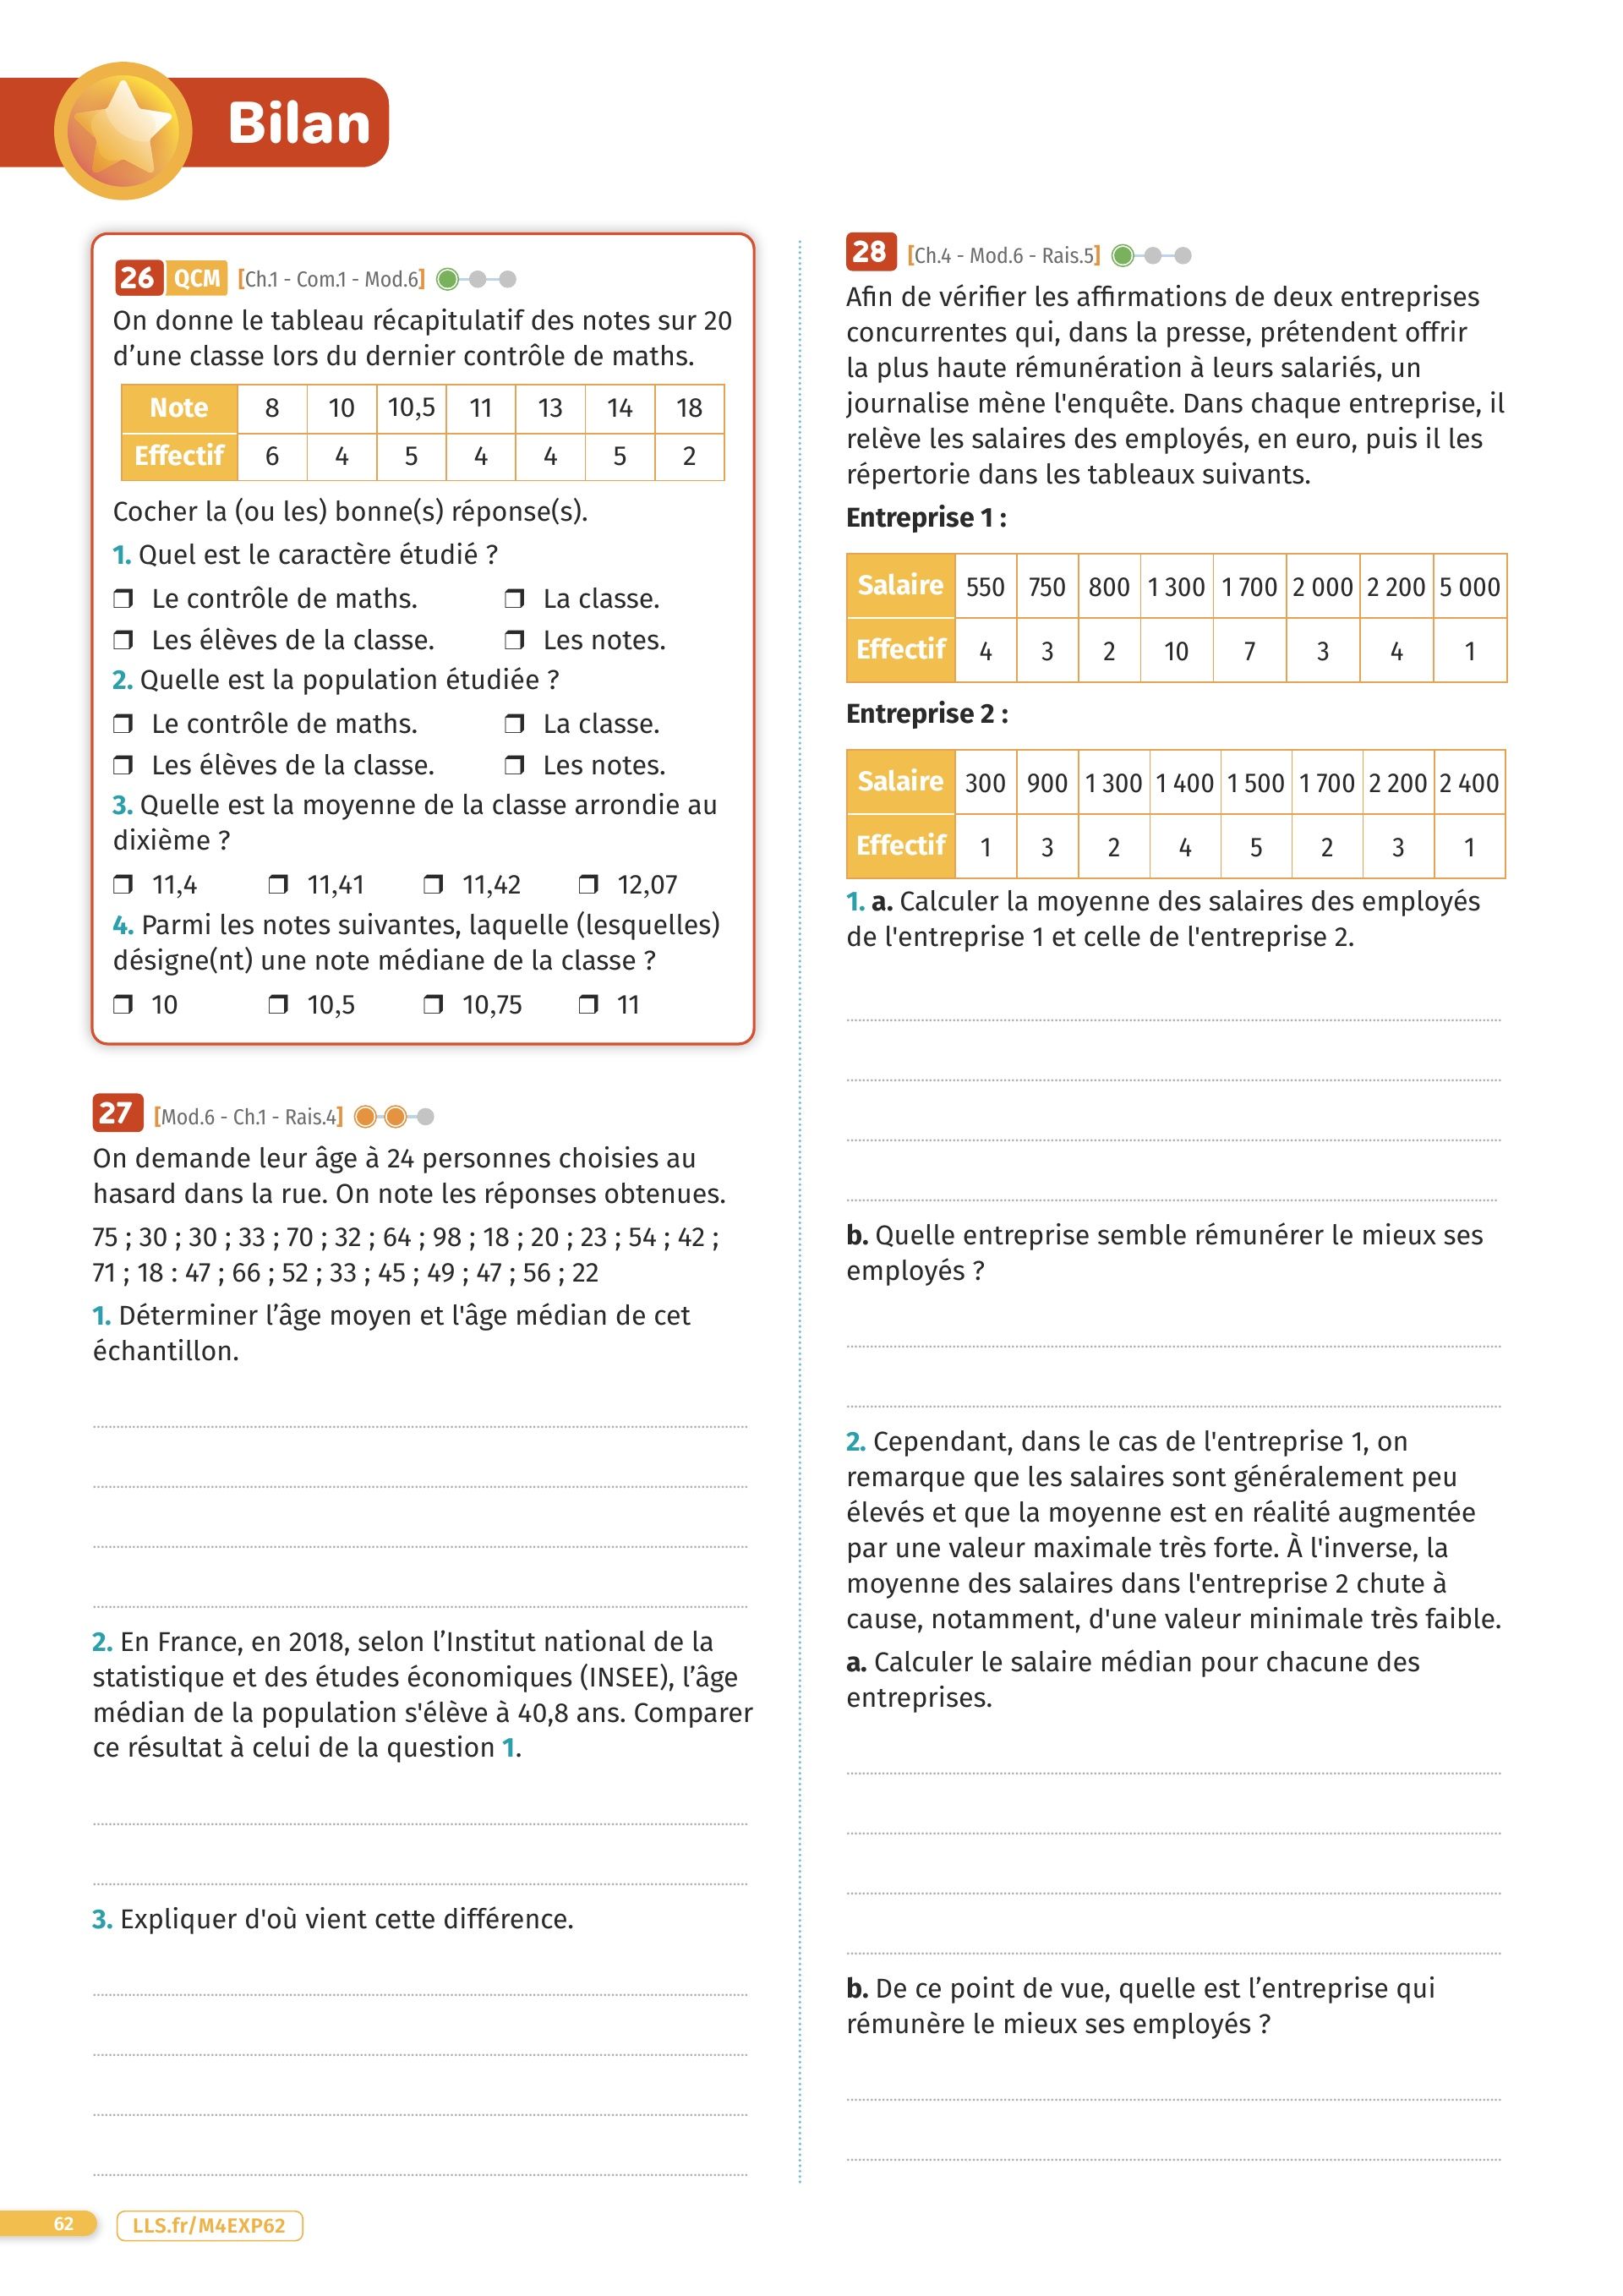 Bilan
26 QCM [Ch.1 - Com.1 - Mod.6]
On donne le tableau récapitulatif des notes sur 20
d’une classe lors du dernier contrôle de maths.
Note 8 10 10,5 11 13 14 18
Effectif 6 4 5 4 4 5 2
Cocher la (ou les) bonne(s) réponse(s).
1. Quel est le caractère étudié ?
❒ Le contrôle de maths. ❒ La classe.
❒ Les élèves de la classe. ❒ Les notes.
2. Quelle est la population étudiée ?
❒ Le contrôle de maths. ❒ La classe.
❒ Les élèves de la classe. ❒ Les notes.
3. Quelle est la moyenne de la classe arrondie au
dixième ?
❒ 11,4 ❒ 11,41 ❒ 11,42 ❒ 12,07
4. Parmi les notes suivantes, laquelle (lesquelles)
désigne(nt) une note médiane de la classe ?
❒ 10 ❒ 10,5 ❒ 10,75 ❒ 11
27 [Mod.6 - Ch.1 - Rais.4]
On demande leur âge à 24 personnes choisies au
hasard dans la rue. On note les réponses obtenues.
75 ; 30 ; 30 ; 33 ; 70 ; 32 ; 64 ; 98 ; 18 ; 20 ; 23 ; 54 ; 42 ;
71 ; 18 : 47 ; 66 ; 52 ; 33 ; 45 ; 49 ; 47 ; 56 ; 22
1. Déterminer l’âge moyen et l'âge médian de cet
échantillon.
2. En France, en 2018, selon l’Institut national de la
statistique et des études économiques (INSEE), l’âge
médian de la population s'élève à 40,8 ans. Comparer
ce résultat à celui de la question 1.
3. Expliquer d'où vient cette différence.
28 [Ch.4 - Mod.6 - Rais.5]
Afin de vérifier les affirmations de deux entreprises
concurrentes qui, dans la presse, prétendent offrir
la plus haute rémunération à leurs salariés, un
journalise mène l'enquête. Dans chaque entreprise, il
relève les salaires des employés, en euro, puis il les
répertorie dans les tableaux suivants.
Entreprise 1 :
Salaire 550 750 800 1 300 1 700 2 000 2 200 5 000
Effectif 4 3 2 10 7 3 4 1
Entreprise 2 :
Salaire 300 900 1 300 1 400 1 500 1 700 2 200 2 400
Effectif 1 3 2 4 5 2 3 1
1. a. Calculer la moyenne des salaires des employés
de l'entreprise 1 et celle de l'entreprise 2.
b. Quelle entreprise semble rémunérer le mieux ses
employés ?
2. Cependant, dans le cas de l'entreprise 1, on
remarque que les salaires sont généralement peu
élevés et que la moyenne est en réalité augmentée
par une valeur maximale très forte. À l'inverse, la
moyenne des salaires dans l'entreprise 2 chute à
cause, notamment, d'une valeur minimale très faible.
a. Calculer le salaire médian pour chacune des
entreprises.
b. De ce point de vue, quelle est l’entreprise qui
rémunère le mieux ses employés ?
62 LLS.fr/M4EXP62